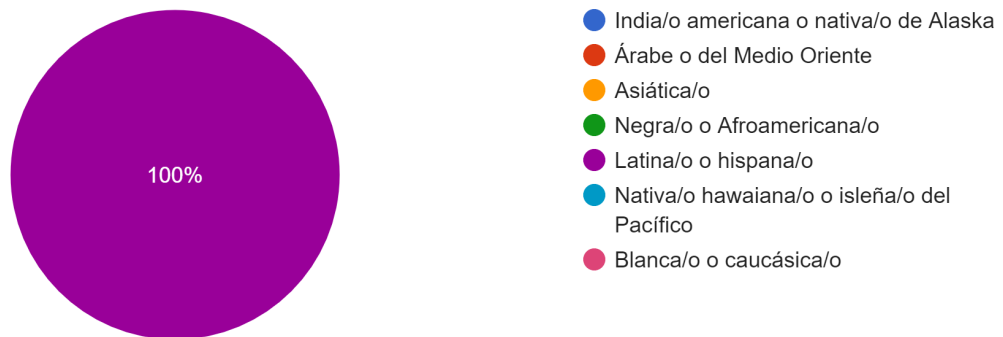 100%
India/o americana o nativa/o de Alaska
Árabe o del Medio Oriente
Asiática/o
Negra/o o Afroamericana/o
Latina/o o hispana/o
Nativa/o hawaiana/o o isleña/o del
Pacífico
Blanca/o o caucásica/o